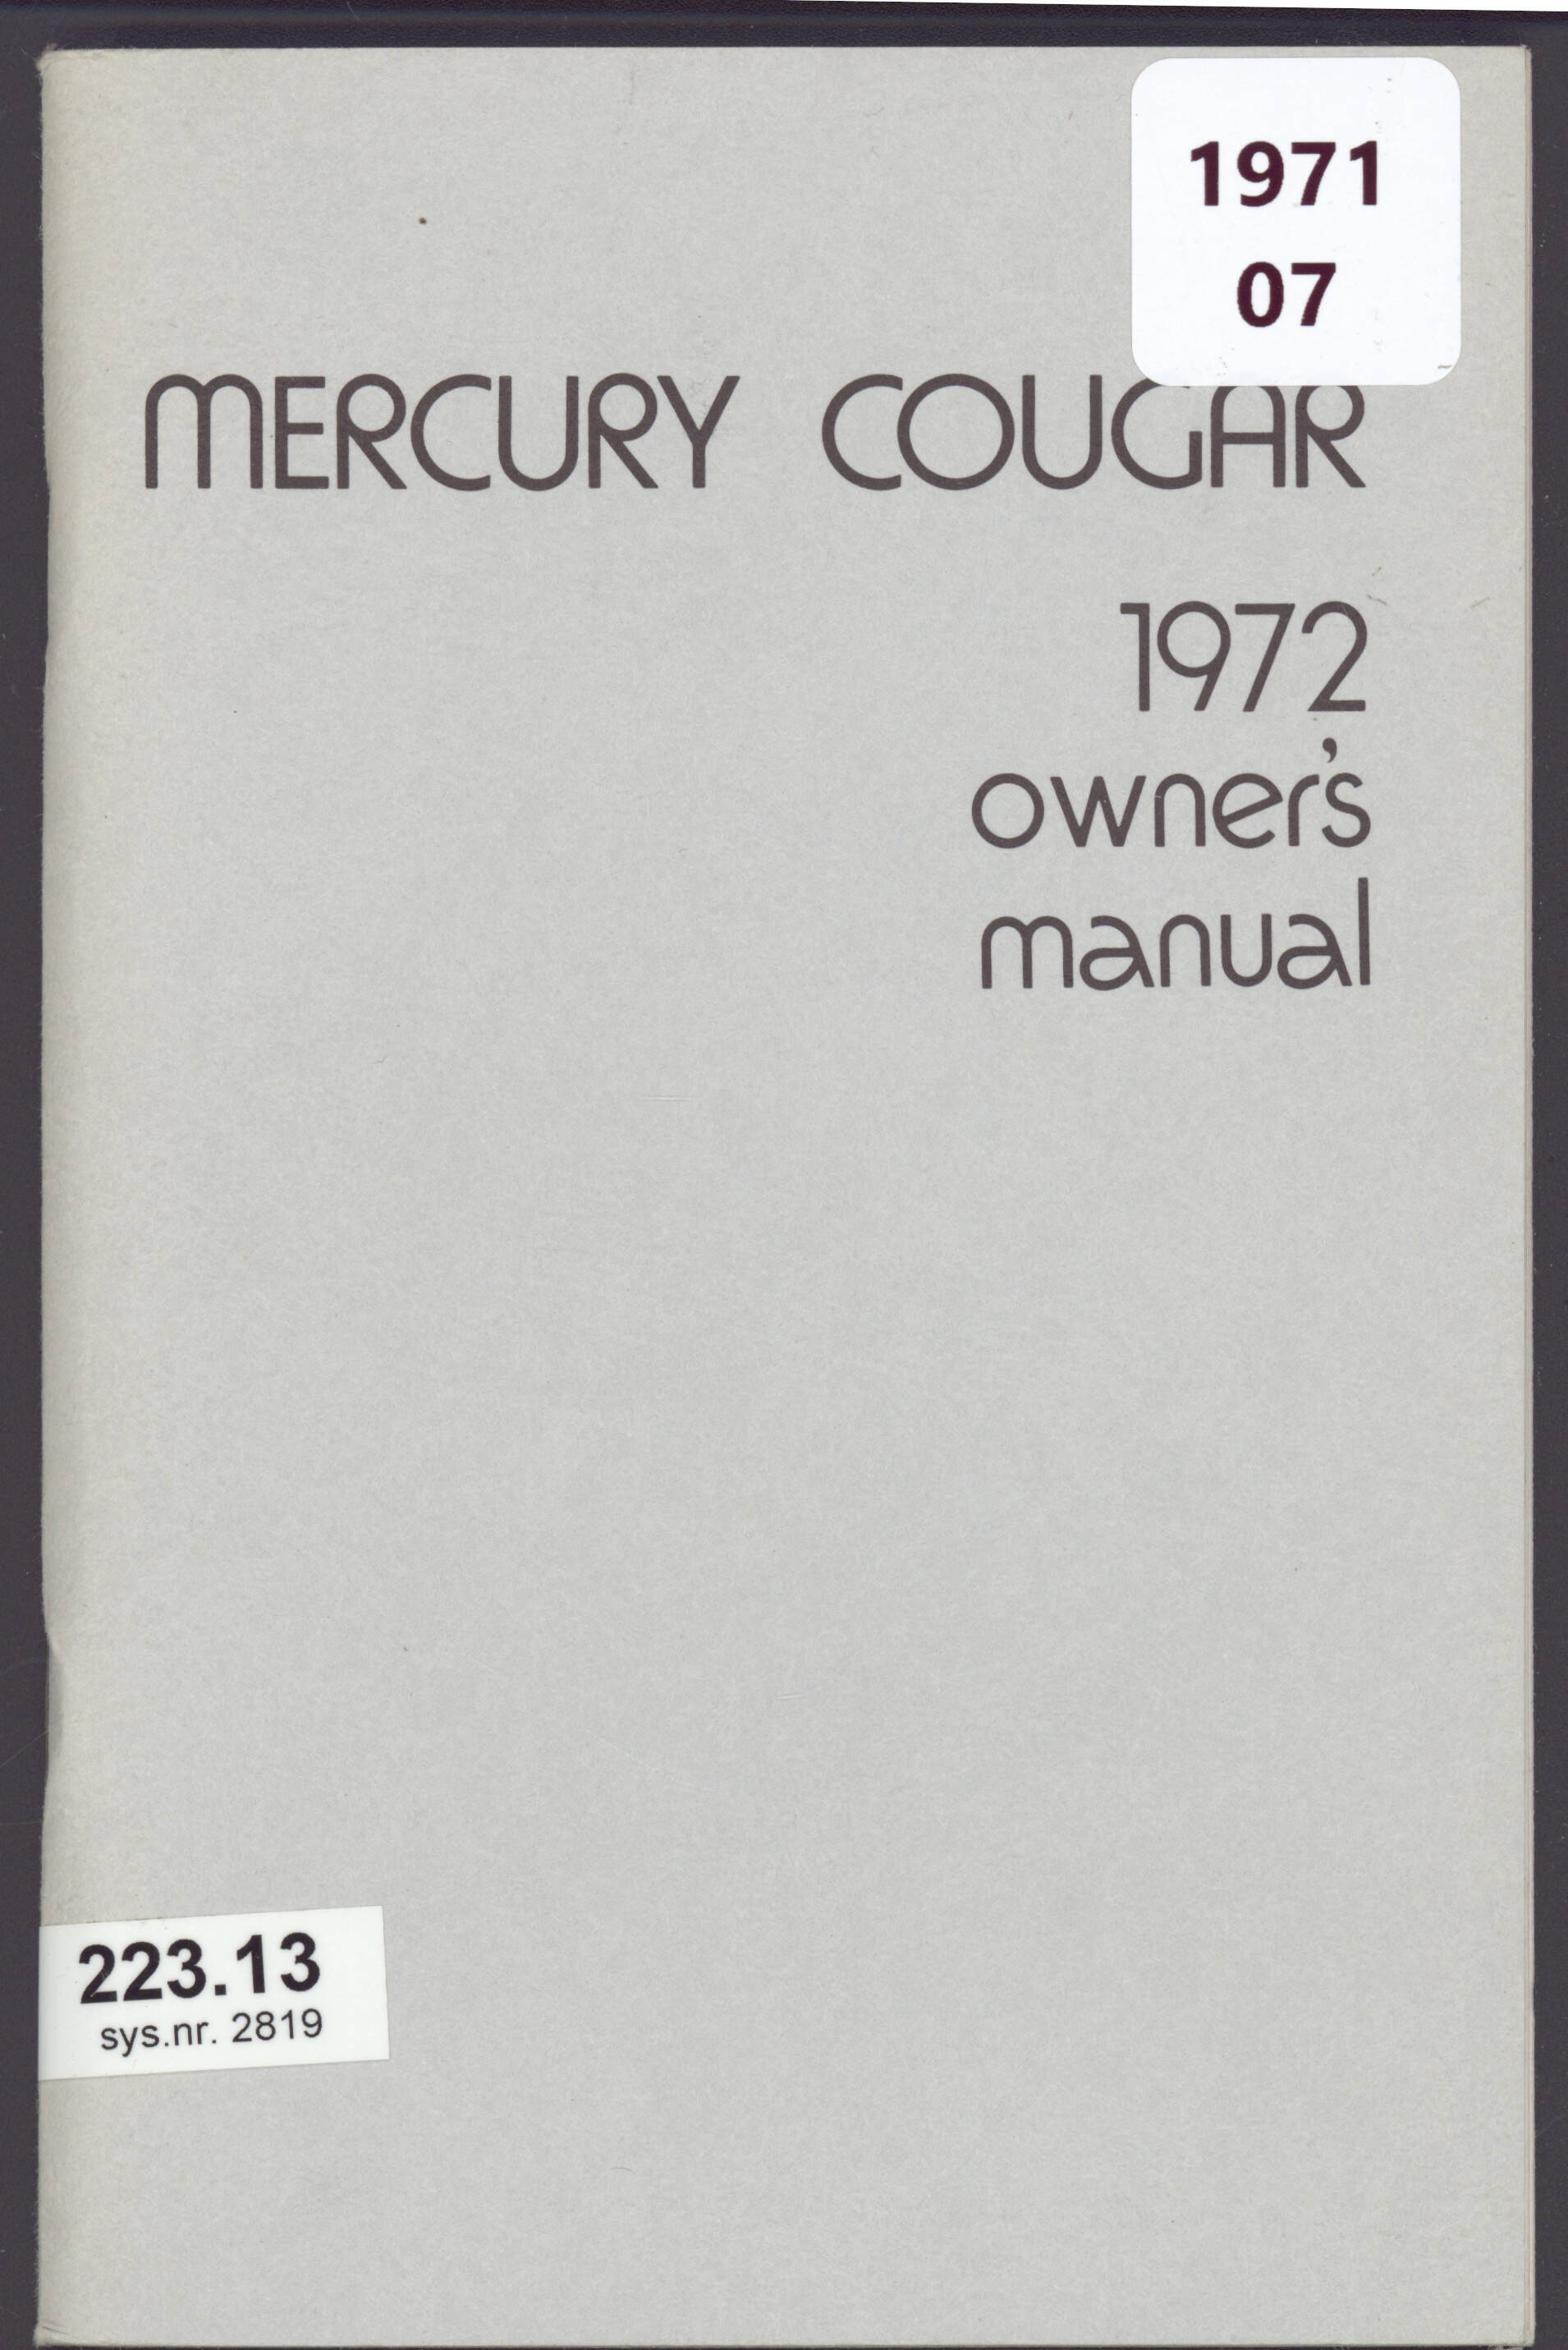 1971
07
MERCURY COUGAR
1972
owner's
manual
223.13
sys.nr. 2819